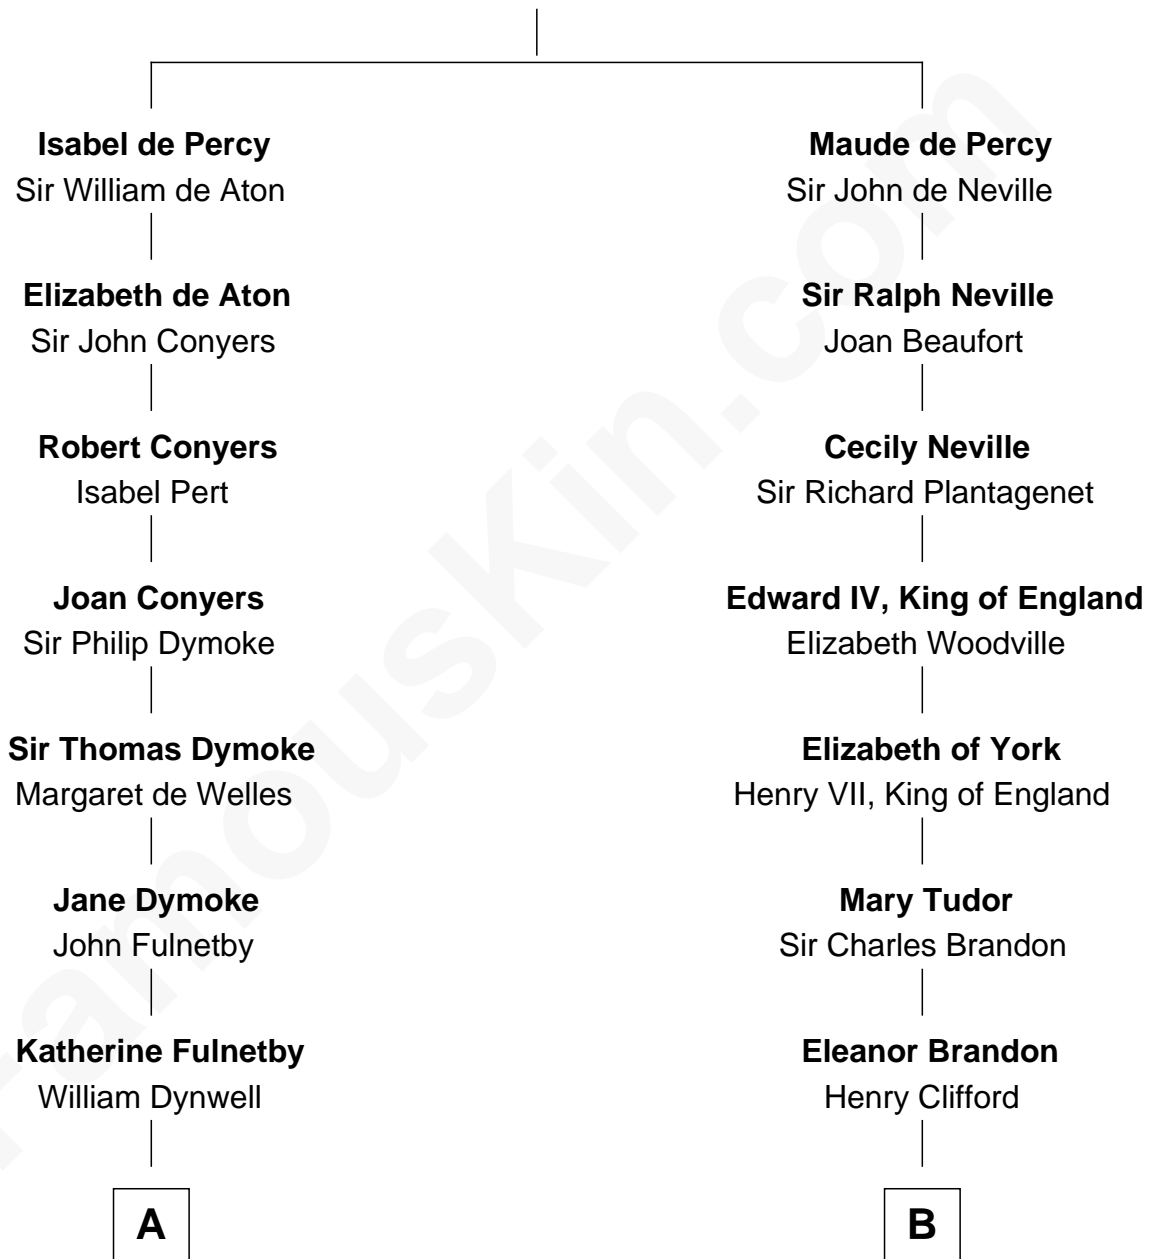 Isabel de Percy
Sir William de Aton
Maude de Percy
Sir John de Neville
Elizabeth de Aton
Sir John Conyers
Sir Ralph Neville
Joan Beaufort
Robert Conyers
Isabel Pert
Cecily Neville
Sir Richard Plantagenet
Joan Conyers
Sir Philip Dymoke
Edward IV, King of England
Elizabeth Woodville
Sir Thomas Dymoke
Margaret de Welles
Elizabeth of York
Henry VII, King of England
Jane Dymoke
John Fulnetby
Mary Tudor
Sir Charles Brandon
Katherine Fulnetby
William Dynwell
Eleanor Brandon
Henry Clifford
A
B
FamousKin.com